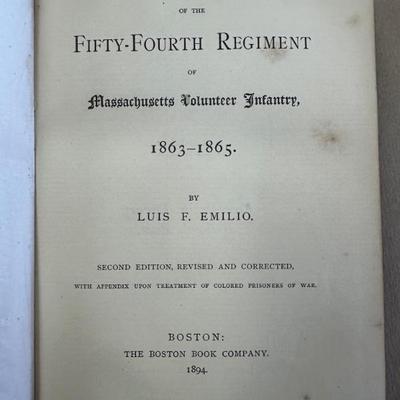 OF THE
FIFTY-FOURTH REGIMENT
OF
Massachusetts Volunteer Infantry,
1863–1865.
BY
LUIS F. EMILIO.
SECOND EDITION, REVISED AND CORRECTED,
WITH APPENDIX UPON TREATMENT OF COLORED PRISONERS OF WAR.
BOSTON:
THE BOSTON BOOK COMPANY.
1894.